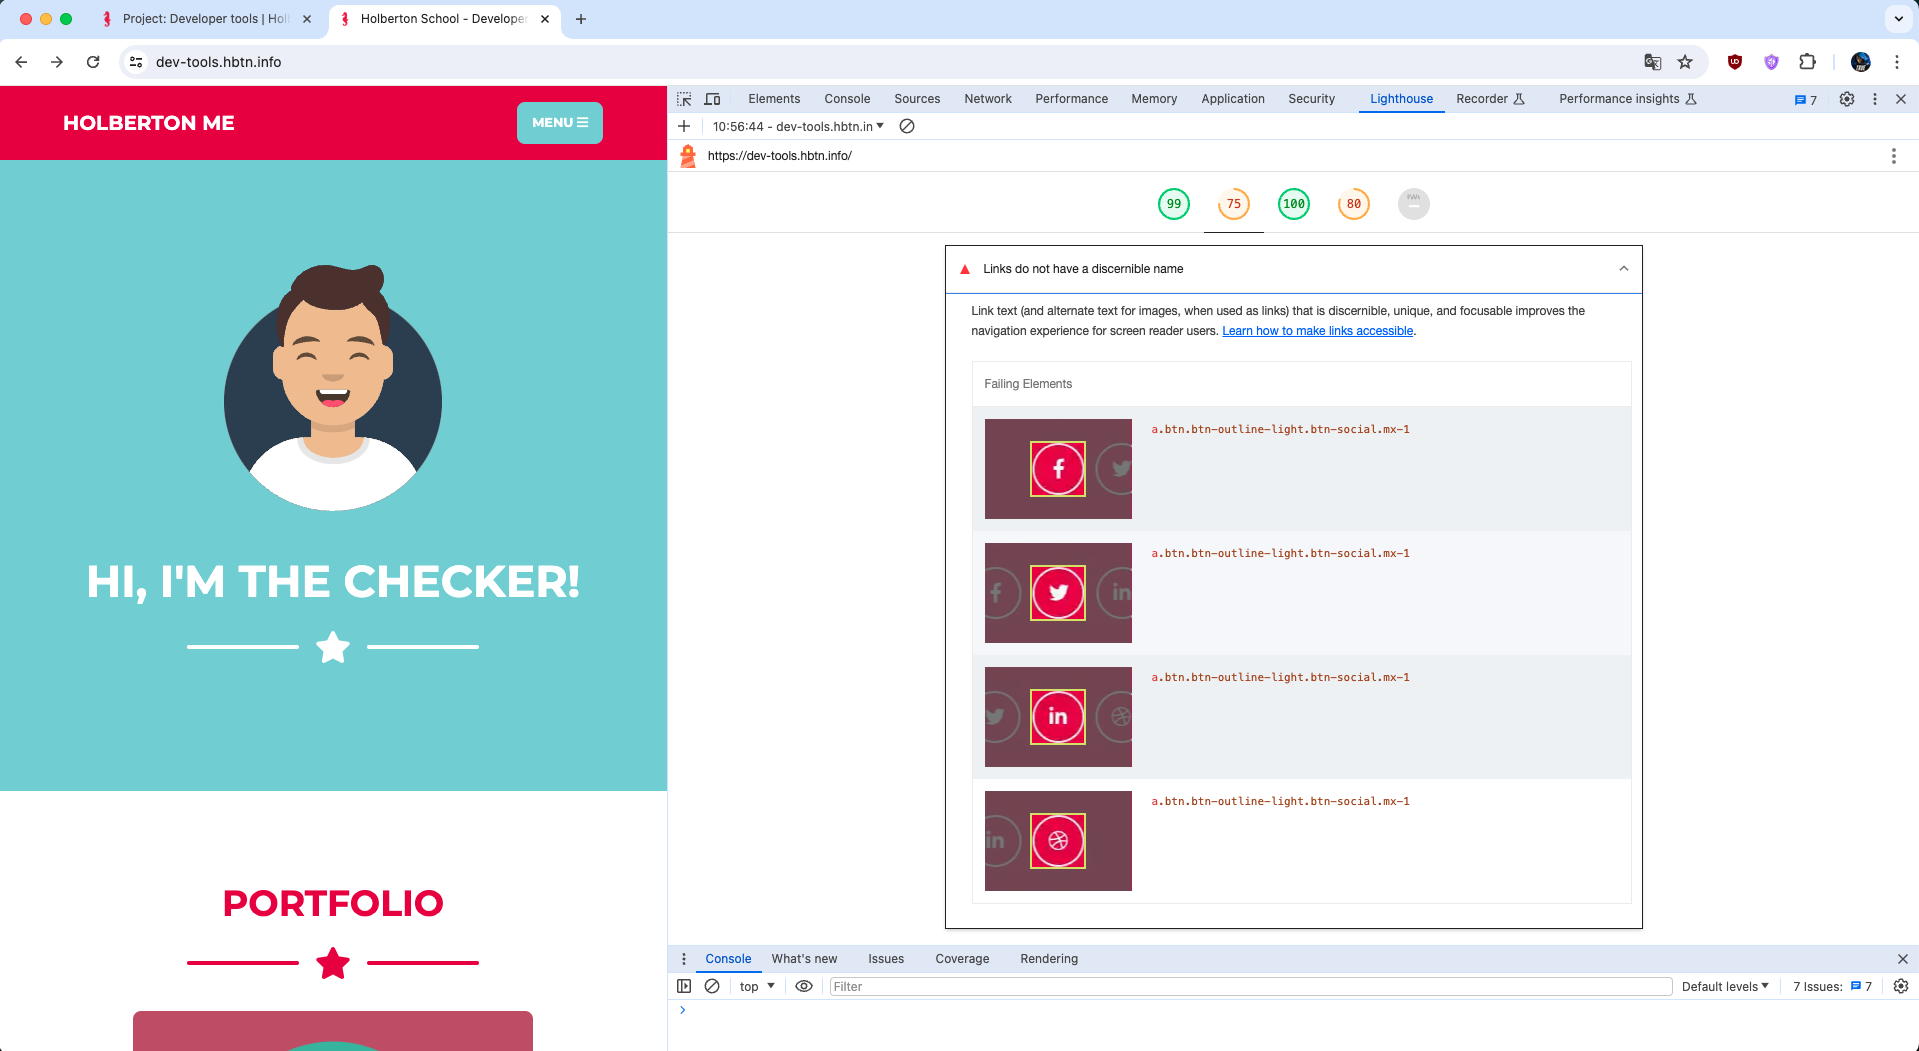 Project: Developer tools | Hol
Holberton School - Developer
dev-tools.hbtn.info
HOLBERTON ME
MENU
HI, I'M THE CHECKER!
PORTFOLIO
Elements Console Sources Network Performance Memory Application Security Lighthouse Recorder Performance insights 7
10:56:44 - dev-tools.hbtn.in
https://dev-tools.hbtn.info/
99 75 100 80
Links do not have a discernible name
Link text (and alternate text for images, when used as links) that is discernible, unique, and focusable improves the
navigation experience for screen reader users. Learn how to make links accessible.
Failing Elements
a.btn.btn-outline-light.btn-social.mx-1
a.btn.btn-outline-light.btn-social.mx-1
a.btn.btn-outline-light.btn-social.mx-1
a.btn.btn-outline-light.btn-social.mx-1
Console What's new Issues Coverage Rendering
top Filter Default levels 7 Issues: 7